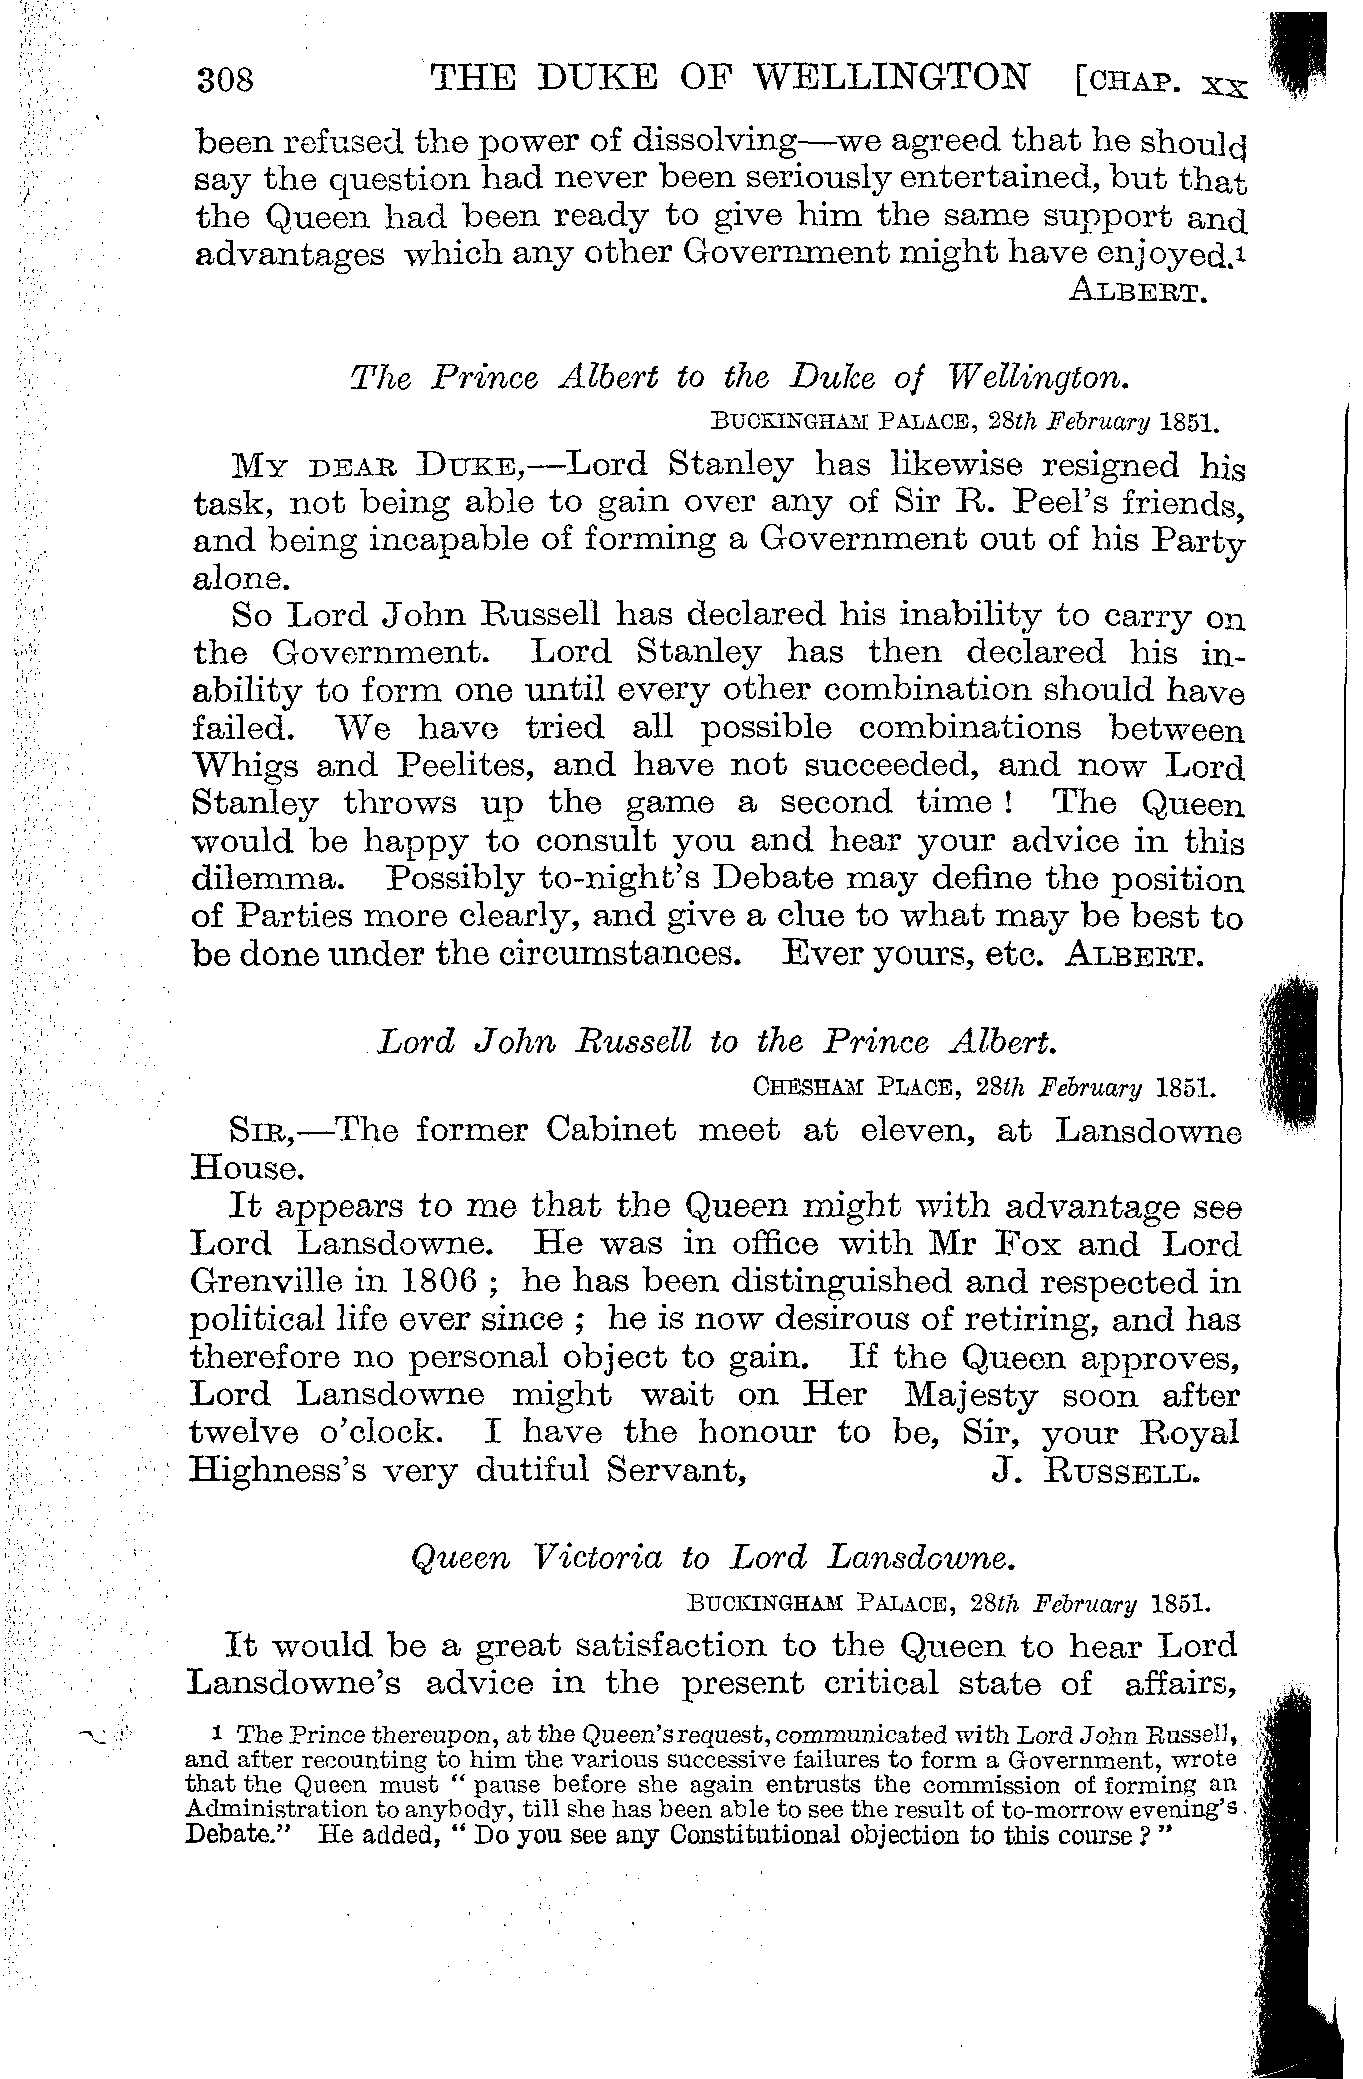 308 THE DUKE OF WELLINGTON [CHAP. XX
been refused the power of dissolving—we agreed that he should
say the question had never been seriously entertained, but that
the Queen had been ready to give him the same support and
advantages which any other Government might have enjoyed.1
ALBERT.
The Prince Albert to the Duke of Wellington.
BUCKINGHAM PALACE, 28th February 1851.
MY DEAR DUKE,—Lord Stanley has likewise resigned his
task, not being able to gain over any of Sir R. Peel's friends,
and being incapable of forming a Government out of his Party
alone.
So Lord John Russell has declared his inability to carry on
the Government. Lord Stanley has then declared his in-
ability to form one until every other combination should have
failed. We have tried all possible combinations between
Whigs and Peelites, and have not succeeded, and now Lord
Stanley throws up the game a second time! The Queen
would be happy to consult you and hear your advice in this
dilemma. Possibly to-night's Debate may define the position
of Parties more clearly, and give a clue to what may be best to
be done under the circumstances. Ever yours, etc. ALBERT.
Lord John Russell to the Prince Albert.
CHESHAM PLACE, 28th February 1851.
SIR,—The former Cabinet meet at eleven, at Lansdowne
House.
It appears to me that the Queen might with advantage see
Lord Lansdowne. He was in office with Mr Fox and Lord
Grenville in 1806; he has been distinguished and respected in
political life ever since; he is now desirous of retiring, and has
therefore no personal object to gain. If the Queen approves,
Lord Lansdowne might wait on Her Majesty soon after
twelve o'clock. I have the honour to be, Sir, your Royal
Highness's very dutiful Servant, J. RUSSELL.
Queen Victoria to Lord Lansdowne.
BUCKINGHAM PALACE, 28th February 1851.
It would be a great satisfaction to the Queen to hear Lord
Lansdowne's advice in the present critical state of affairs,
1 The Prince thereupon, at the Queen's request, communicated with Lord John Russell,
and after recounting to him the various successive failures to form a Government, wrote
that the Queen must "pause before she again entrusts the commission of forming an
Administration to anybody, till she has been able to see the result of to-morrow evening's
Debate." He added, "Do you see any Constitutional objection to this course?"